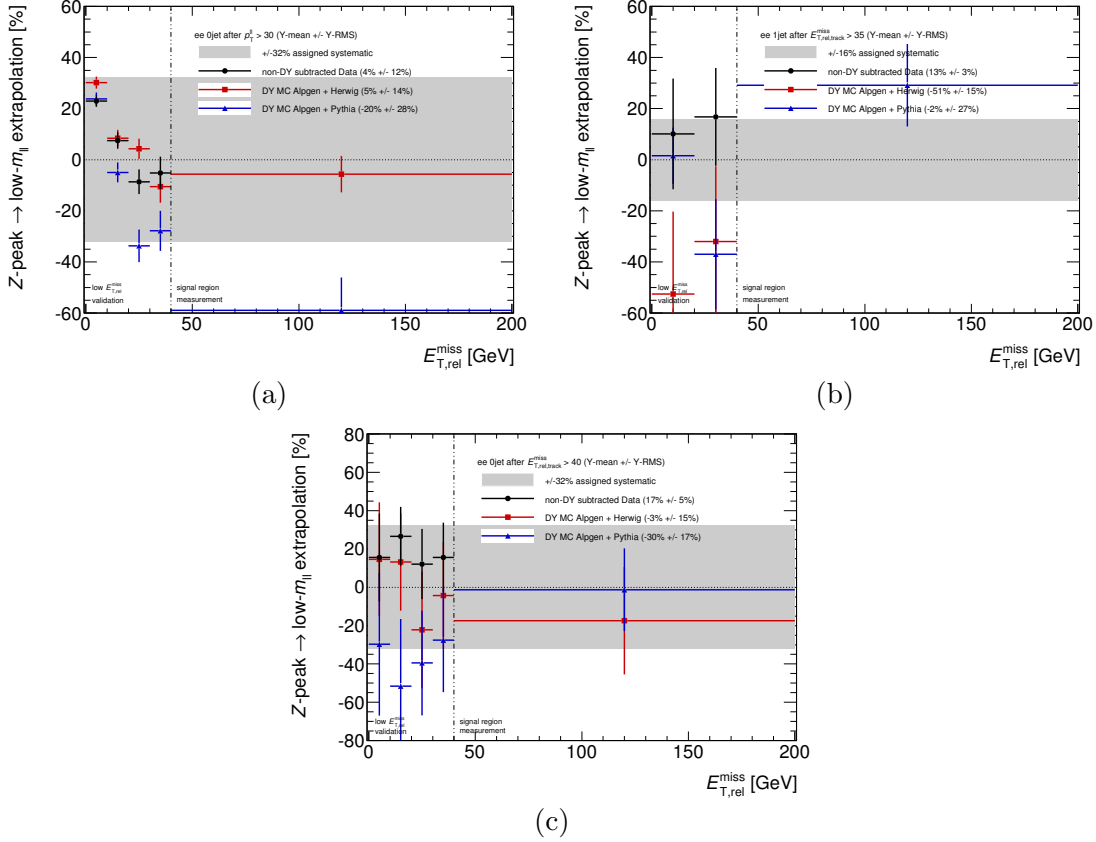 Z-peak → low-m_ll extrapolation [%]
60
40
20
0
-20
-40
-60
ee 0jet after p_T^ll > 30 (Y-mean +/- Y-RMS)
+/-32% assigned systematic
non-DY subtracted Data (4% +/- 12%)
DY MC Alpgen + Herwig (5% +/- 14%)
DY MC Alpgen + Pythia (-20% +/- 28%)
low E_T,rel^miss
validation
signal region
measurement
0 50 100 150 200
E_T,rel^miss [GeV]
(a)
Z-peak → low-m_ll extrapolation [%]
60
40
20
0
-20
-40
-60
ee 1jet after E_T,rel,track^miss > 35 (Y-mean +/- Y-RMS)
+/-16% assigned systematic
non-DY subtracted Data (13% +/- 3%)
DY MC Alpgen + Herwig (-51% +/- 15%)
DY MC Alpgen + Pythia (-2% +/- 27%)
low E_T,rel^miss
validation
signal region
measurement
0 50 100 150 200
E_T,rel^miss [GeV]
(b)
Z-peak → low-m_ll extrapolation [%]
80
60
40
20
0
-20
-40
-60
-80
ee 0jet after E_T,rel,track^miss > 40 (Y-mean +/- Y-RMS)
+/-32% assigned systematic
non-DY subtracted Data (17% +/- 5%)
DY MC Alpgen + Herwig (-3% +/- 15%)
DY MC Alpgen + Pythia (-30% +/- 17%)
low E_T,rel^miss
validation
signal region
measurement
0 50 100 150 200
E_T,rel^miss [GeV]
(c)